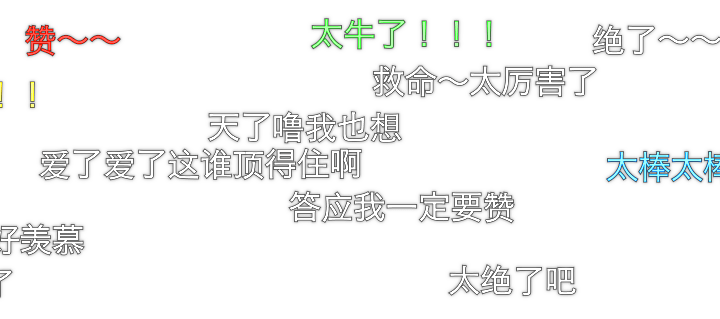 赞～～
太牛了！！！
绝了～～
救命～太厉害了
！！
天了噜我也想
爱了爱了这谁顶得住啊
太棒太棒
答应我一定要赞
好羡慕
了
太绝了吧